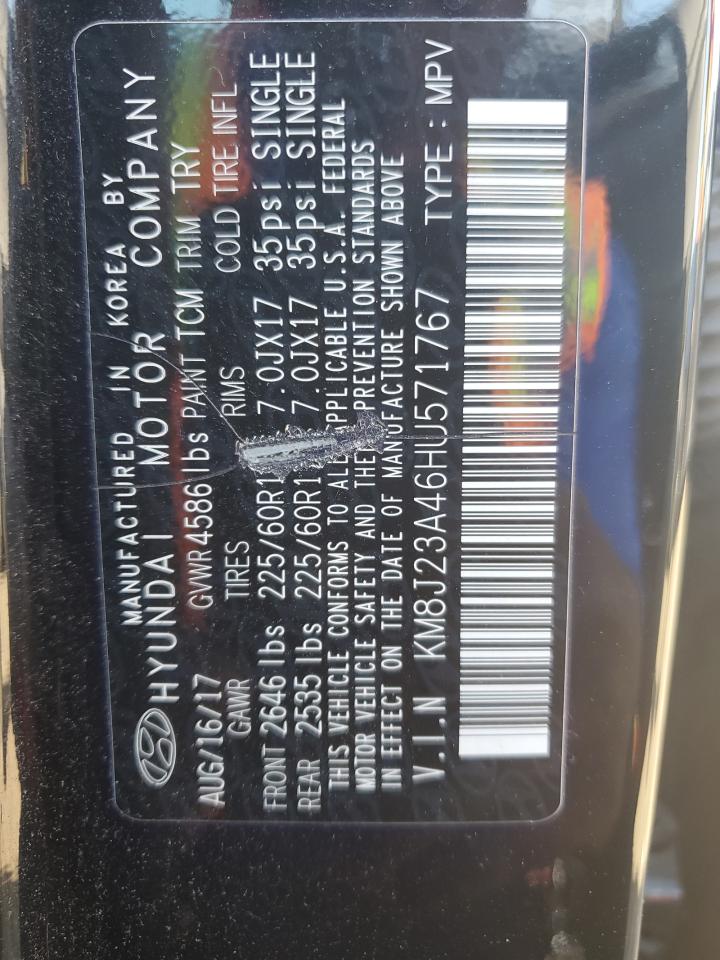 MANUFACTURED IN KOREA BY
HYUNDAI MOTOR COMPANY
AUG/16/17 GVWR 4586 lbs PAINT TCM TRIM TRY
GAWR TIRES RIMS COLD TIRE INFL
FRONT 2646 lbs 225/60R1 7.0JX17 35psi SINGLE
REAR 2535 lbs 225/60R1 7.0JX17 35psi SINGLE
THIS VEHICLE CONFORMS TO ALL APPLICABLE U.S.A. FEDERAL
MOTOR VEHICLE SAFETY AND THEFT PREVENTION STANDARDS
IN EFFECT ON THE DATE OF MANUFACTURE SHOWN ABOVE
V.I.N KM8J23A46HU571767 TYPE : MPV